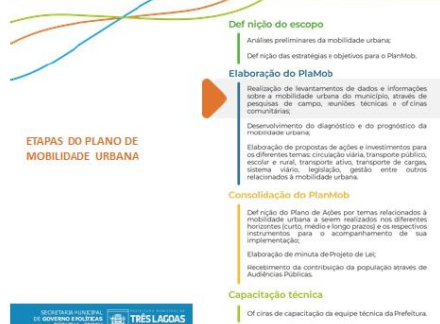 ETAPAS DO PLANO DE
MOBILIDADE URBANA
Def nição do escopo
Análises preliminares da mobilidade urbana;
Def nição das estratégias e objetivos para o PlanMob.
Elaboração do PlaMob
Realização de levantamentos de dados e informações
sobre a mobilidade urbana do município, através de
pesquisas de campo, reuniões técnicas e of cinas
comunitárias;
Desenvolvimento do diagnóstico e do prognóstico da
mobilidade urbana;
Elaboração de propostas de ações e investimentos para
os diferentes temas: circulação viária, transporte público,
escolar e rural, transporte ativo, transporte de cargas,
sistema viário, legislação, gestão entre outros
relacionados à mobilidade urbana.
Consolidação do PlanMob
Def nição do Plano de Ações por temas relacionados à
mobilidade urbana a serem realizados nos diferentes
horizontes (curto, médio e longo prazos) e os respectivos
instrumentos para o acompanhamento de sua
implementação;
Elaboração de minuta de Projeto de Lei;
Recebimento da contribuição da população através de
Audiências Públicas.
Capacitação técnica
Of cinas de capacitação da equipe técnica da Prefeitura.
SECRETARIA MUNICIPAL
DE GOVERNO E POLÍTICAS
TRÊS LAGOAS